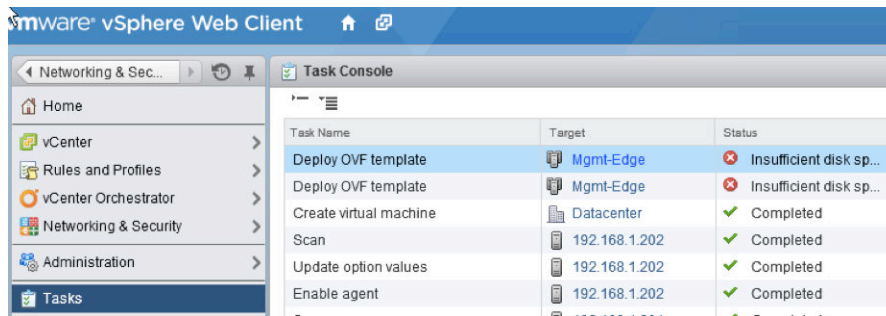 vmware® vSphere Web Client
Networking & Sec...
Home
vCenter
Rules and Profiles
vCenter Orchestrator
Networking & Security
Administration
Tasks
Task Console
Task Name Target Status
Deploy OVF template Mgmt-Edge Insufficient disk sp...
Deploy OVF template Mgmt-Edge Insufficient disk sp...
Create virtual machine Datacenter Completed
Scan 192.168.1.202 Completed
Update option values 192.168.1.202 Completed
Enable agent 192.168.1.202 Completed